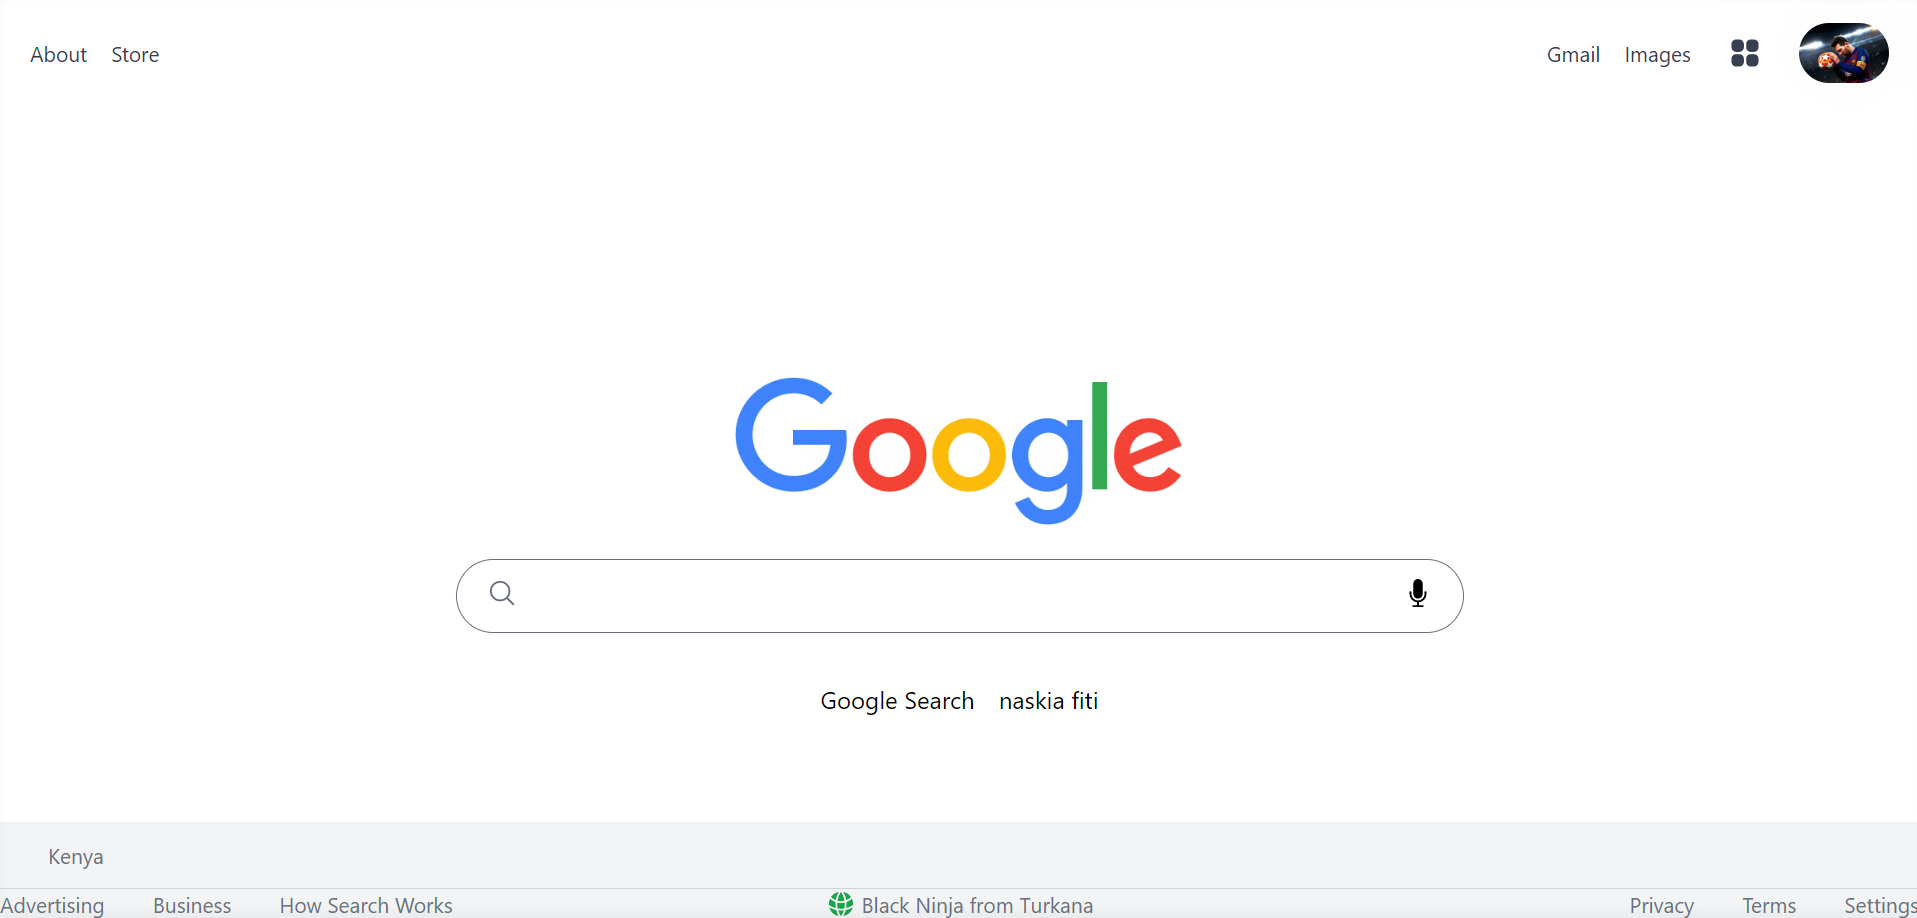 About Store Gmail Images
Google
Google Search naskia fiti
Kenya
Advertising Business How Search Works Black Ninja from Turkana Privacy Terms Settings